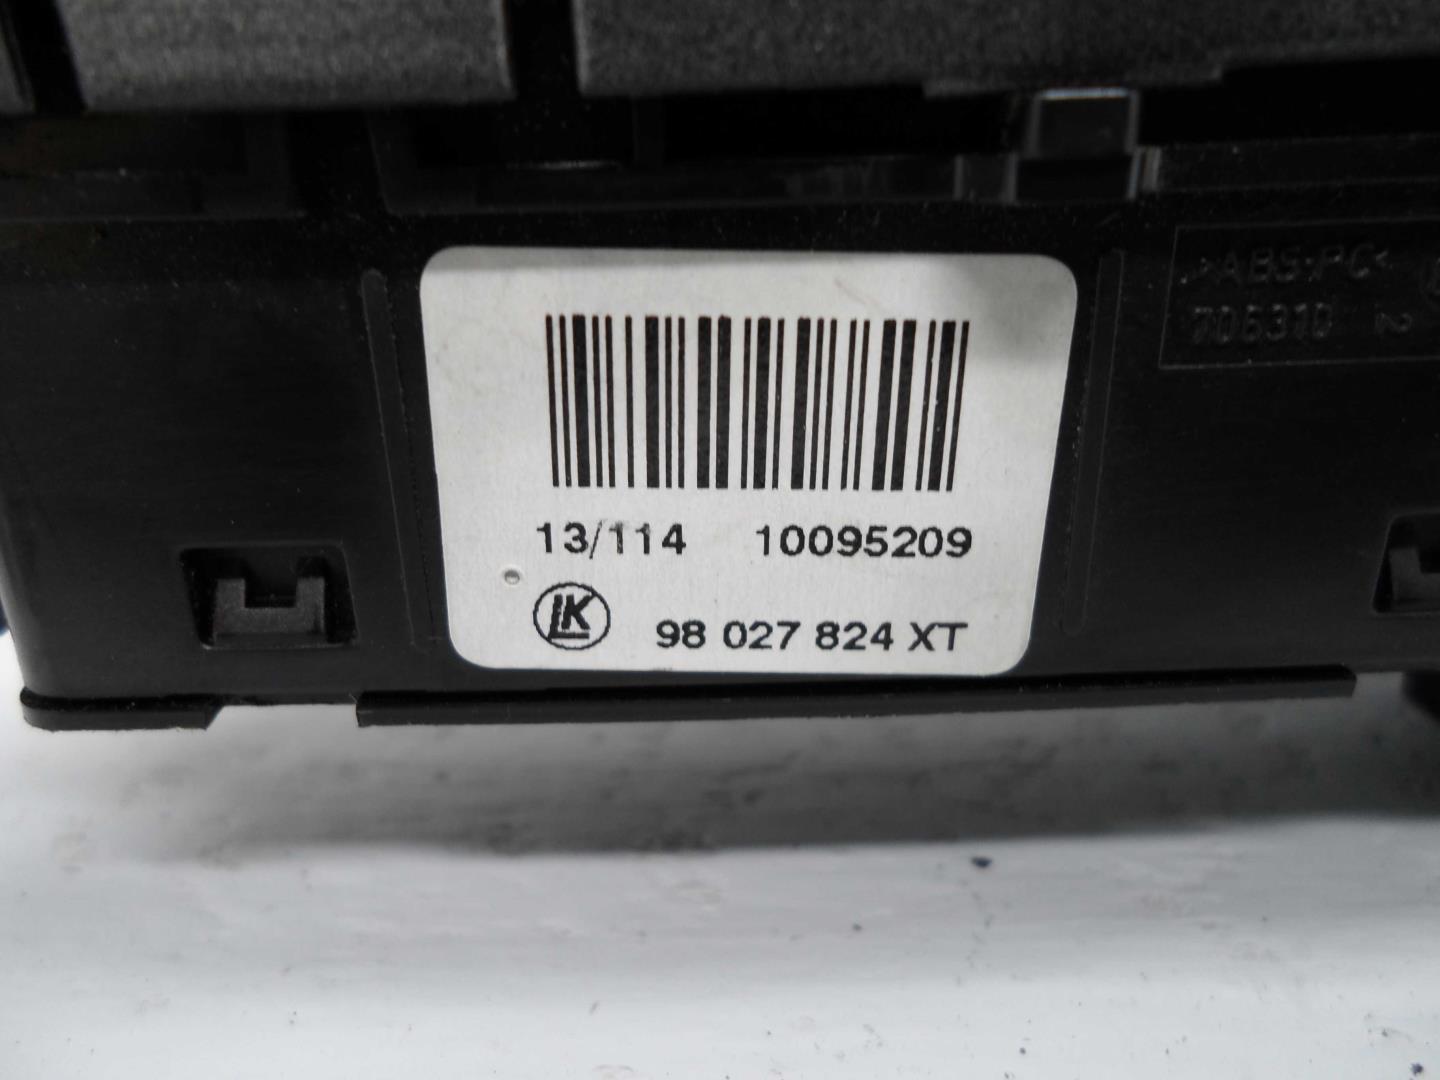 >ABS+PC<
706310 2
13/114 10095209
LK
98 027 824 XT